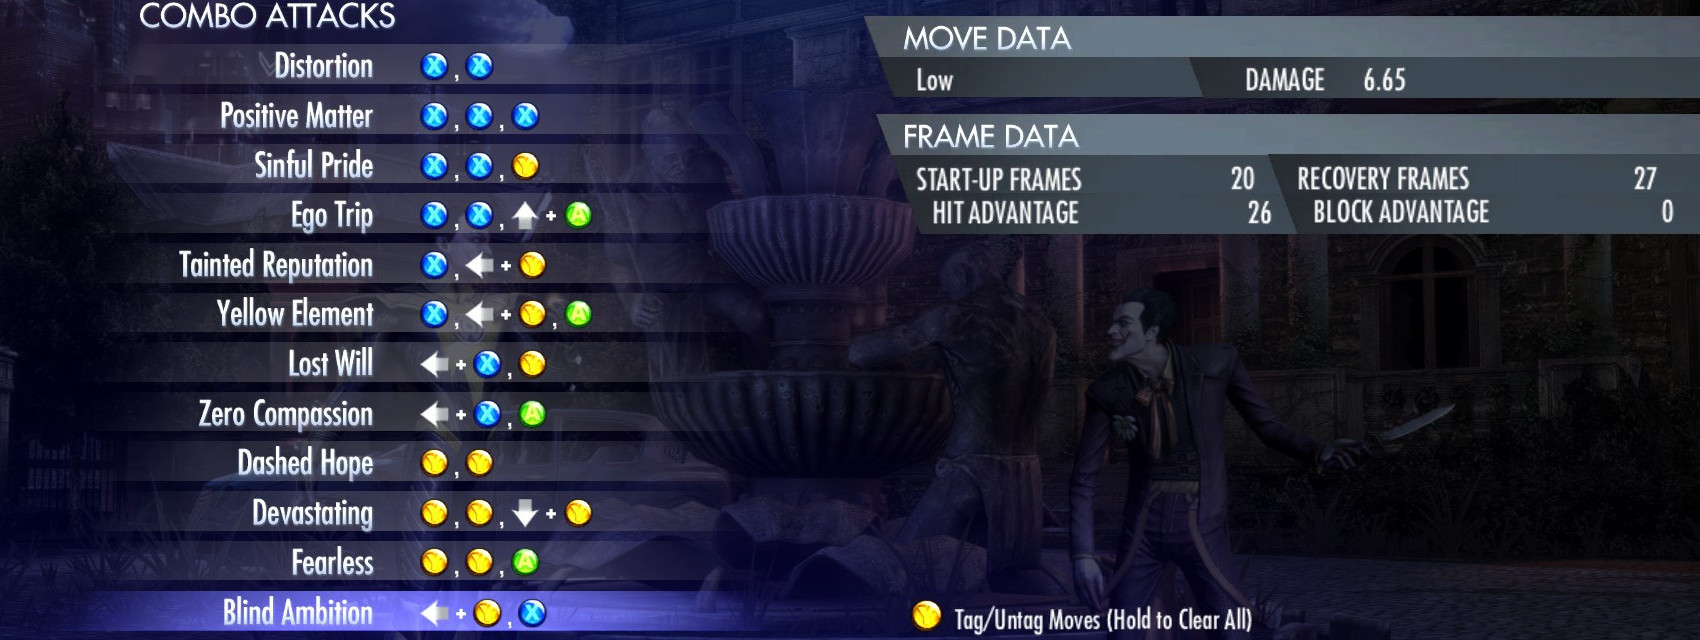 COMBO ATTACKS
Distortion X , X
Positive Matter X , X , X
Sinful Pride X , X , Y
Ego Trip X , X , ⬆ + A
Tainted Reputation X , ⬅ + Y
Yellow Element X , ⬅ + Y , A
Lost Will ⬅ + X , Y
Zero Compassion ⬅ + X , A
Dashed Hope Y , Y
Devastating Y , Y , ⬇ + Y
Fearless Y , Y , A
Blind Ambition ⬅ + Y , X
MOVE DATA
Low DAMAGE 6.65
FRAME DATA
START-UP FRAMES 20 RECOVERY FRAMES 27
HIT ADVANTAGE 26 BLOCK ADVANTAGE 0
Y Tag/Untag Moves (Hold to Clear All)